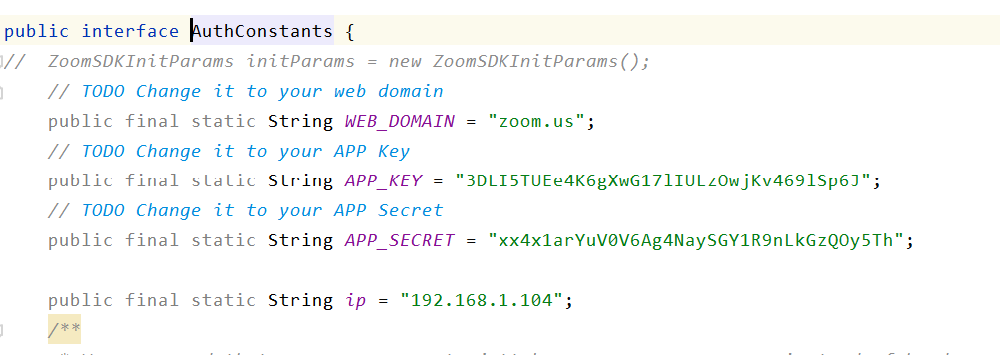 public interface AuthConstants {
//  ZoomSDKInitParams initParams = new ZoomSDKInitParams();
// TODO Change it to your web domain
public final static String WEB_DOMAIN = "zoom.us";
// TODO Change it to your APP Key
public final static String APP_KEY = "3DLI5TUEe4K6gXwG17lIULzOwjKv469lSp6J";
// TODO Change it to your APP Secret
public final static String APP_SECRET = "xx4x1arYuV0V6Ag4NaySGY1R9nLkGzQOy5Th";
public final static String ip = "192.168.1.104";
/**